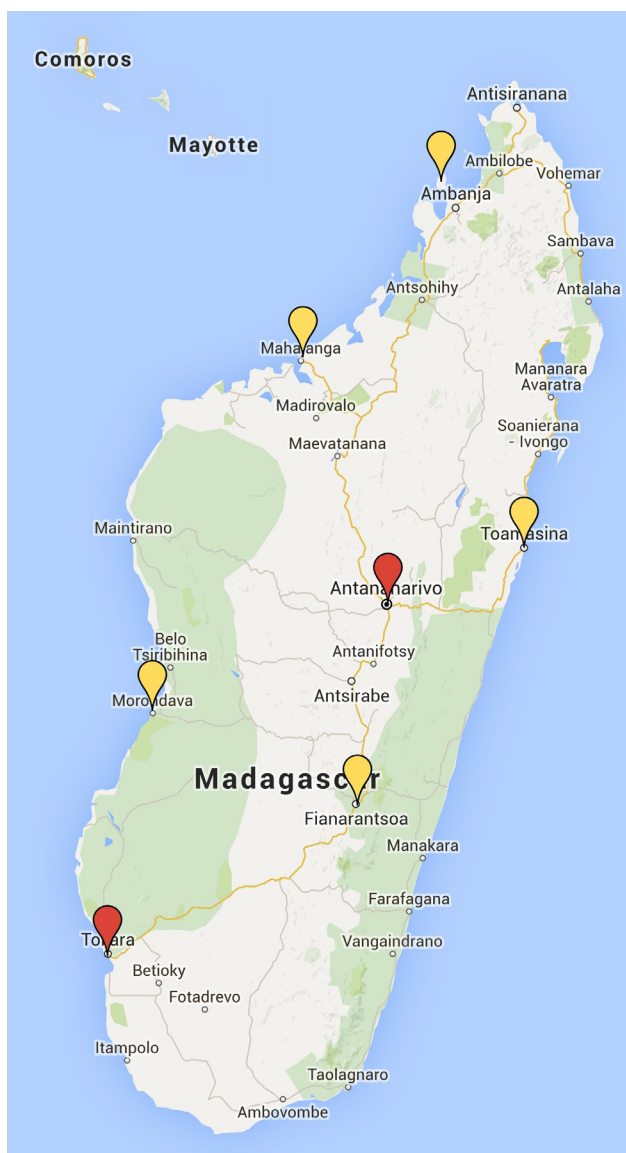 Comoros
Antisiranana
Mayotte
Ambilobe
Vohemar
Ambanja
Sambava
Antsohihy
Antalaha
Mahajanga
Mananara
Avaratra
Madirovalo
Soanierana
- Ivongo
Maevatanana
Maintirano
Toamasina
Antananarivo
Belo
Tsiribihina
Antanifotsy
Antsirabe
Morondava
Madagascar
Fianarantsoa
Manakara
Farafagana
Toliara
Vangaindrano
Betioky
Fotadrevo
Itampolo
Taolagnaro
Ambovombe